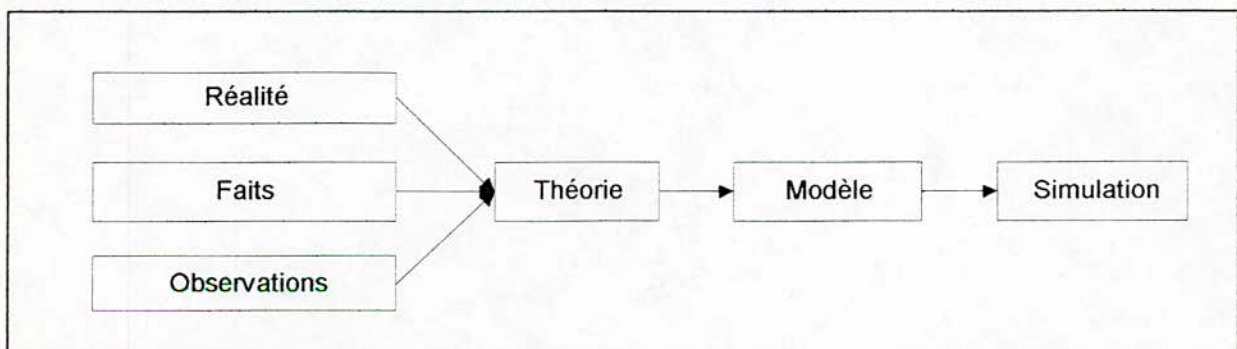 Réalité
Faits
Théorie
Modèle
Simulation
Observations